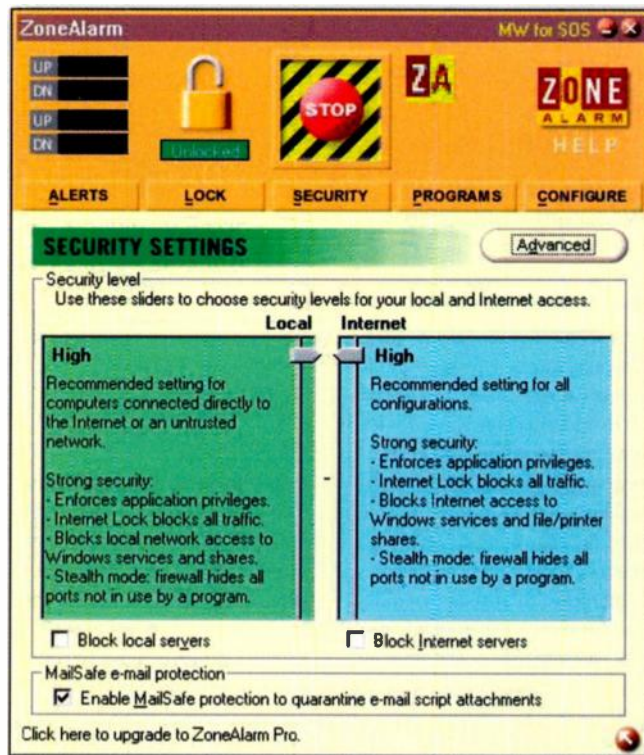 ZoneAlarm MW for SOS
UP
DN
UP
DN
Unlocked
STOP
ZA
ZONE
ALARM
HELP
ALERTS LOCK SECURITY PROGRAMS CONFIGURE
SECURITY SETTINGS Advanced
Security level
Use these sliders to choose security levels for your local and Internet access.
Local Internet
High
Recommended setting for
computers connected directly to
the Internet or an untrusted
network.
Strong security:
- Enforces application privileges.
- Internet Lock blocks all traffic.
- Blocks local network access to
Windows services and shares.
- Stealth mode: firewall hides all
ports not in use by a program.
High
Recommended setting for all
configurations.
Strong security:
- Enforces application privileges.
- Internet Lock blocks all traffic.
- Blocks Internet access to
Windows services and file/printer
shares.
- Stealth mode: firewall hides all
ports not in use by a program.
Block local servers Block Internet servers
MailSafe e-mail protection
Enable MailSafe protection to quarantine e-mail script attachments
Click here to upgrade to ZoneAlarm Pro.